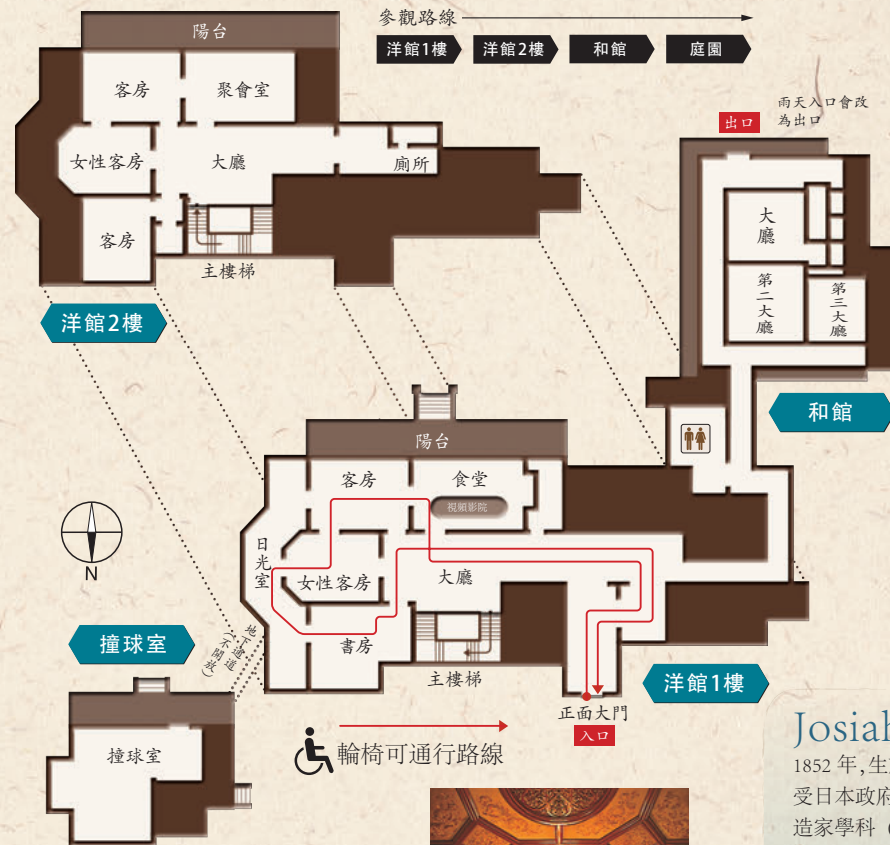 參觀路線
洋館1樓
洋館2樓
和館
庭園
陽台
客房
聚會室
女性客房
大廳
廁所
客房
主樓梯
洋館2樓
雨天入口會改
為出口
出口
大廳
第二大廳
第三大廳
和館
陽台
客房
食堂
視頻影院
日光室
女性客房
大廳
書房
主樓梯
地下通道
(不開放)
正面大門
入口
洋館1樓
N
撞球室
撞球室
輪椅可通行路線
Josiah
1852 年,生
受日本政府
造家學科 (